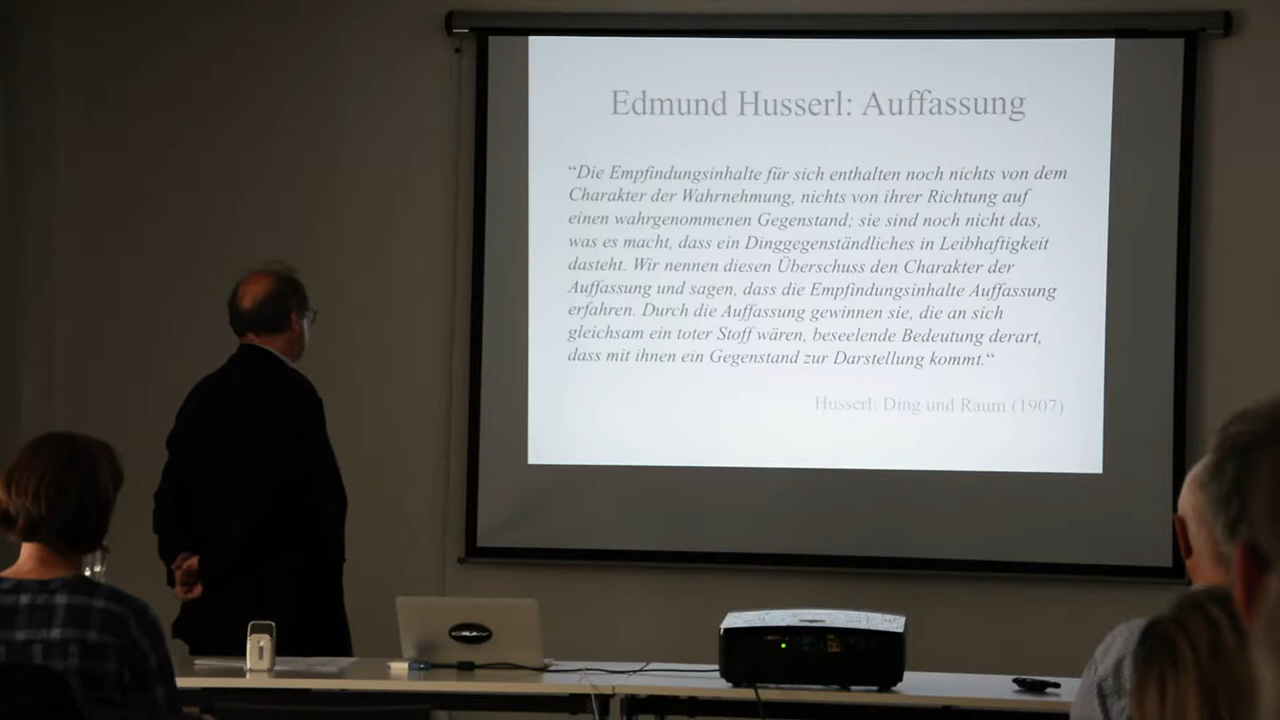 Edmund Husserl: Auffassung
“Die Empfindungsinhalte für sich enthalten noch nichts von dem
Charakter der Wahrnehmung, nichts von ihrer Richtung auf
einen wahrgenommenen Gegenstand; sie sind noch nicht das,
was es macht, dass ein Dinggegenständliches in Leibhaftigkeit
dasteht. Wir nennen diesen Überschuss den Charakter der
Auffassung und sagen, dass die Empfindungsinhalte Auffassung
erfahren. Durch die Auffassung gewinnen sie, die an sich
gleichsam ein toter Stoff wären, beseelende Bedeutung derart,
dass mit ihnen ein Gegenstand zur Darstellung kommt.“
Husserl: Ding und Raum (1907)